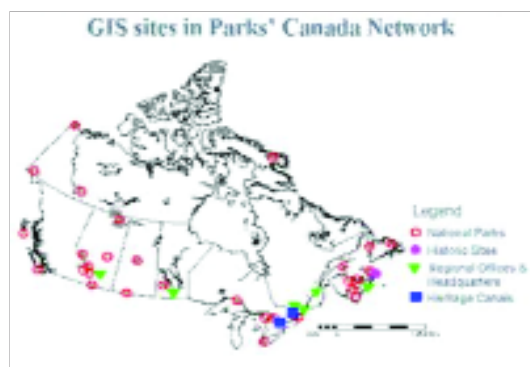 GIS sites in Parks' Canada Network
Legend
National Parks
Historic Sites
Regional Offices &
Headquarters
Heritage Canals